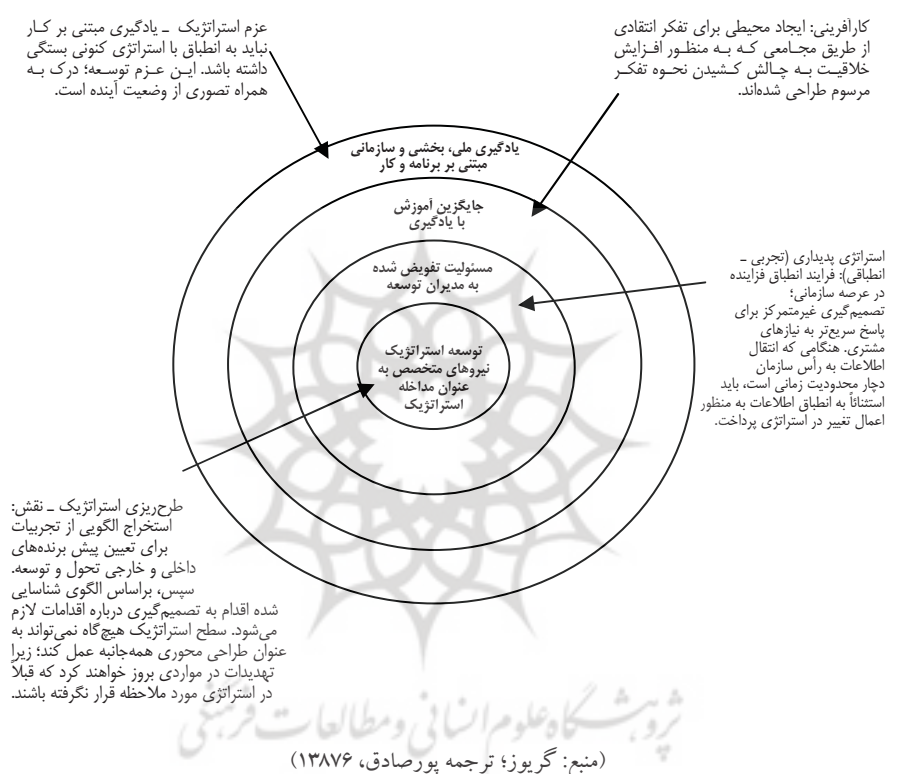 کارآفرینی: ایجاد محیطی برای تفکر انتقادی
از طریق مجامعی که به منظور افزایش
خلاقیت به چالش کشیدن نحوه تفکر
مرسوم طراحی شده‌اند.
عزم استراتژیک ـ یادگیری مبتنی بر کار
نباید به انطباق با استراتژی کنونی بستگی
داشته باشد. این عزم توسعه؛ درک به
همراه تصوری از وضعیت آینده است.
یادگیری ملی، بخشی و سازمانی
مبتنی بر برنامه و کار
جایگزین آموزش
با یادگیری
مسئولیت تفویض شده
به مدیران توسعه
توسعه استراتژیک
نیروهای متخصص به
عنوان مداخله
استراتژیک
استراتژی پدیداری (تجربی ـ
انطباقی): فرایند انطباق فزاینده
در عرصه سازمانی؛
تصمیم‌گیری غیرمتمرکز برای
پاسخ سریع‌تر به نیازهای
مشتری. هنگامی که انتقال
اطلاعات به رأس سازمان
دچار محدودیت زمانی است، باید
استثنائاً به انطباق اطلاعات به منظور
اعمال تغییر در استراتژی پرداخت.
طرح‌ریزی استراتژیک ـ نقش:
استخراج الگویی از تجربیات
برای تعیین پیش برنده‌های
داخلی و خارجی تحول و توسعه.
سپس، براساس الگوی شناسایی
شده اقدام به تصمیم‌گیری درباره اقدامات لازم
می‌شود. سطح استراتژیک هیچ‌گاه نمی‌تواند به
عنوان طراحی محوری همه‌جانبه عمل کند؛ زیرا
تهدیدات در مواردی بروز خواهند کرد که قبلاً
در استراتژی مورد ملاحظه قرار نگرفته باشند.
پژوهشگاه علوم انسانی و مطالعات فرهنگی
(منبع: گریوز؛ ترجمه پورصادق، ۱۳۸۷۶)